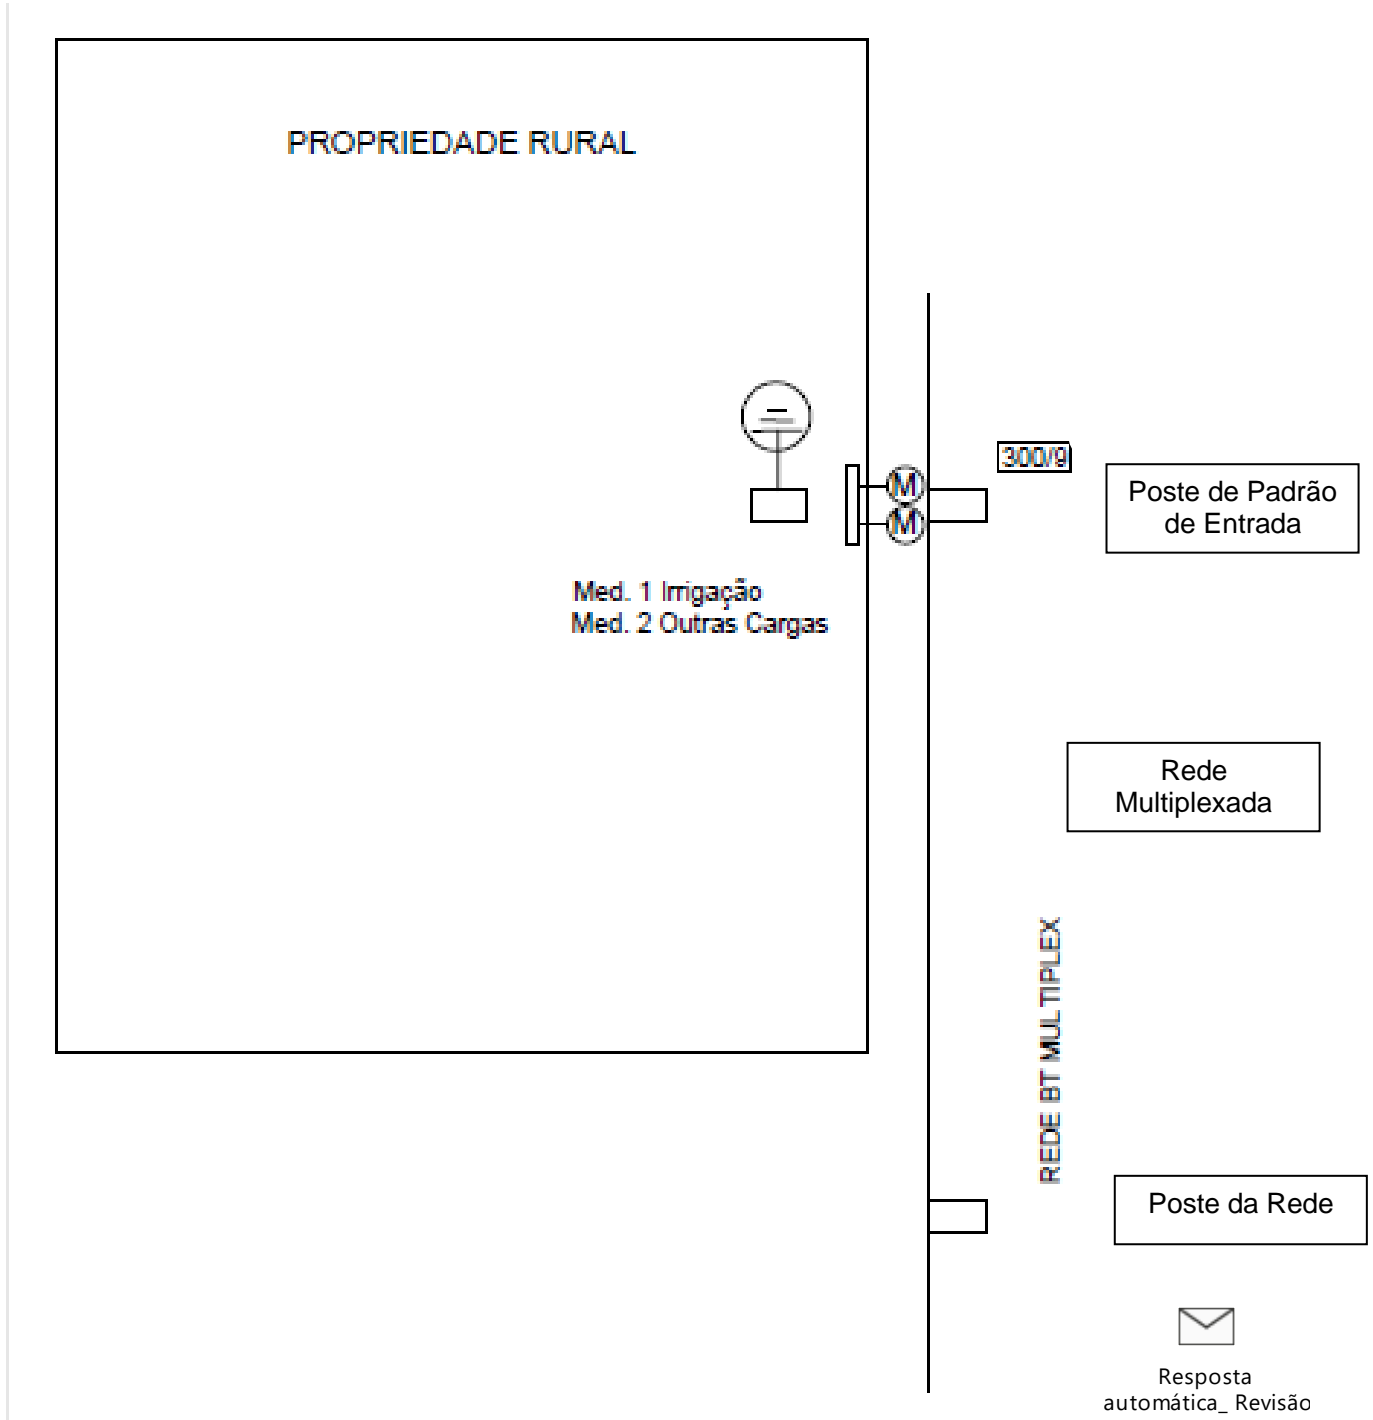 PROPRIEDADE RURAL
M
M
300/9
Poste de Padrão
de Entrada
Med. 1 Irrigação
Med. 2 Outras Cargas
Rede
Multiplexada
REDE BT MULTIPLEX
Poste da Rede
Resposta
automática_ Revisão